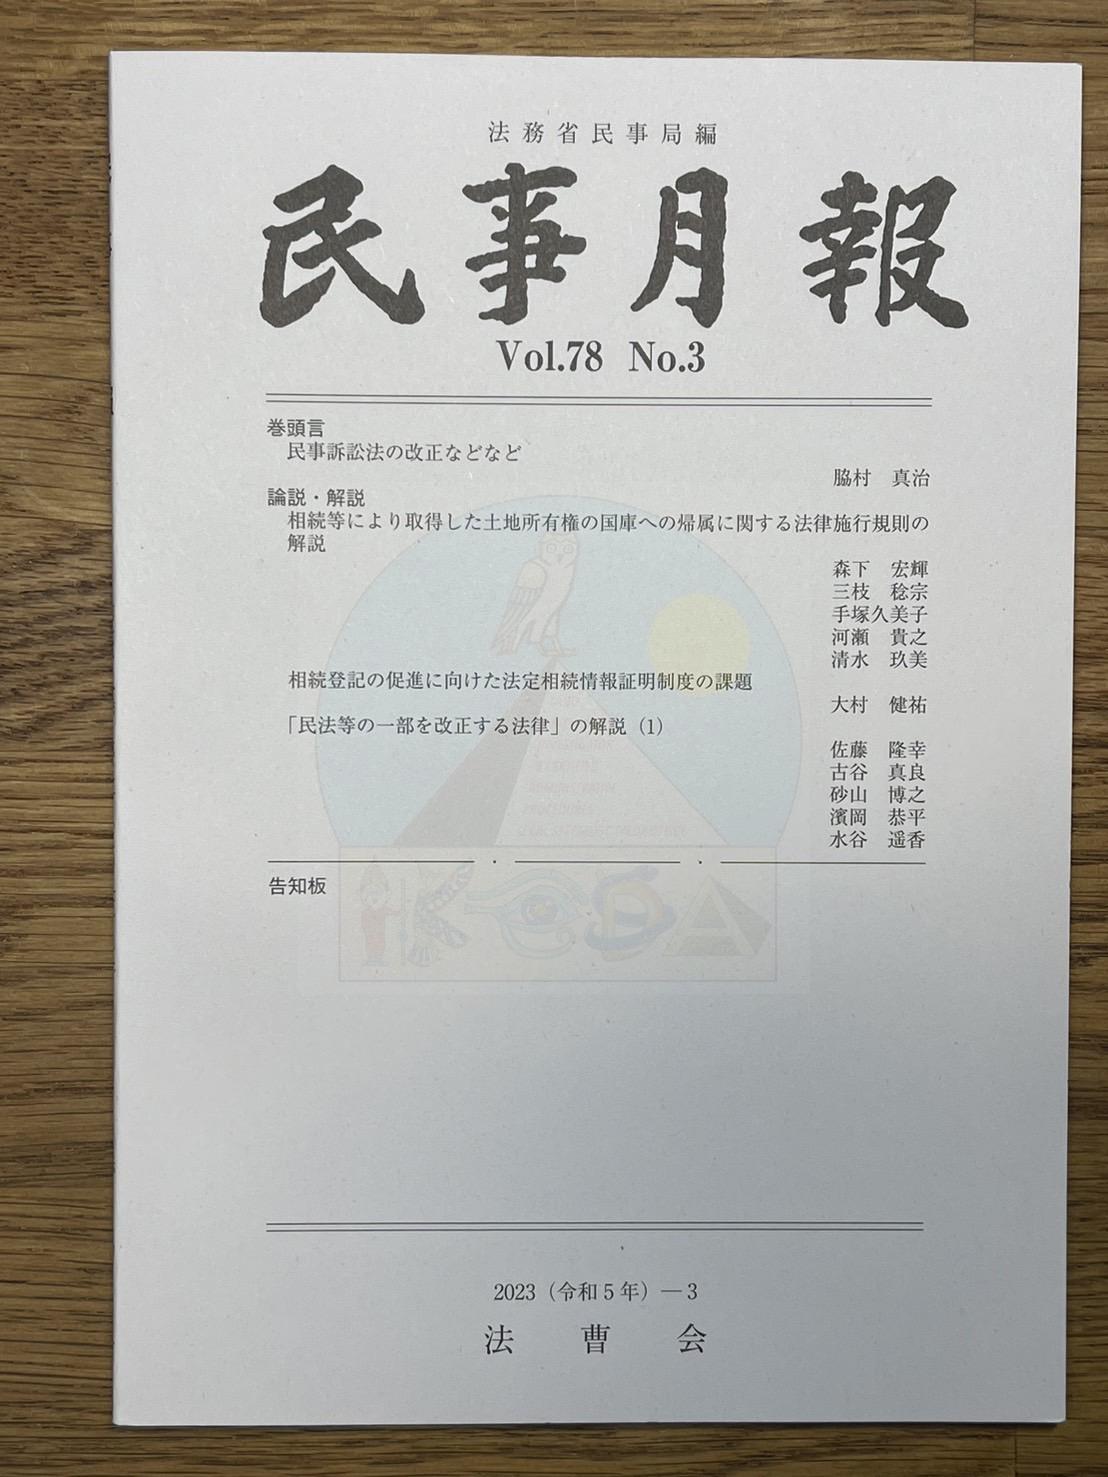 法務省民事局編
民事月報
Vol.78 No.3
巻頭言
民事訴訟法の改正などなど
脇村 真治
論説・解説
相続等により取得した土地所有権の国庫への帰属に関する法律施行規則の
解説
森下 宏輝
三枝 稔宗
手塚久美子
河瀬 貴之
清水 玖美
相続登記の促進に向けた法定相続情報証明制度の課題
大村 健祐
「民法等の一部を改正する法律」の解説（1）
佐藤 隆幸
古谷 真良
砂山 博之
濱岡 恭平
水谷 遥香
告知板
2023（令和5年）—3
法曹会